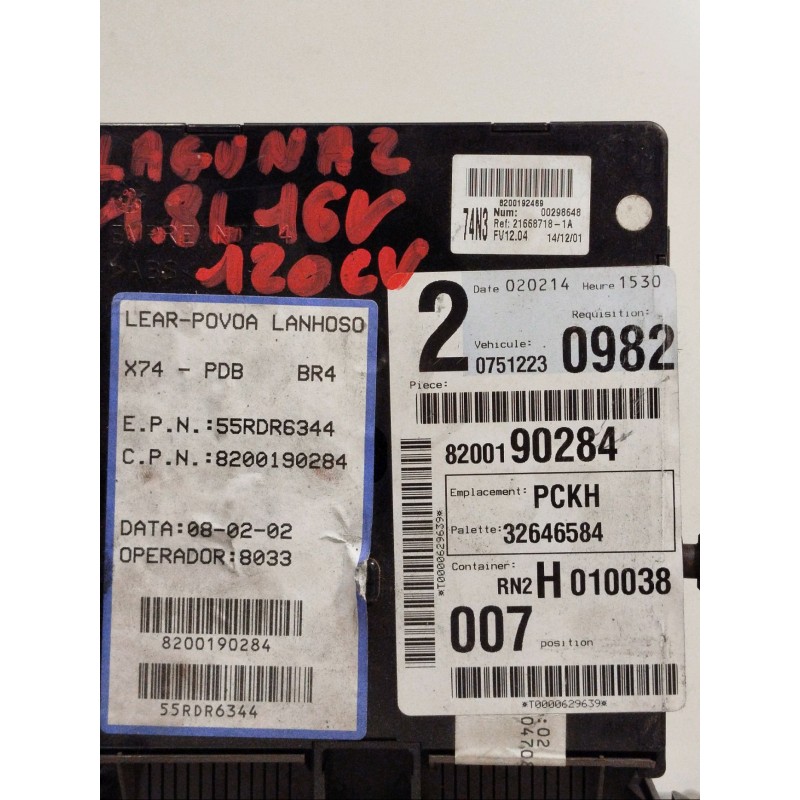 LAGUNA 2
1.8L 16V
120CV
8200192469
74N3
Num: 00298648
Ref: 21668718-1A
FV12.04 14/12/01
LEAR-POVOA LANHOSO
X74 - PDB BR4
E.P.N.:55RDR6344
C.P.N.:8200190284
DATA:08-02-02
OPERADOR:8033
8200190284
55RDR6344
2
Date 020214 Heure 1530
Requisition:
Vehicule:
0751223 0982
Piece:
8200190284
Emplacement: PCKH
Palette: 32646584
Container:
RN2 H 010038
007 position
*T0000629639*
*T0000629639*